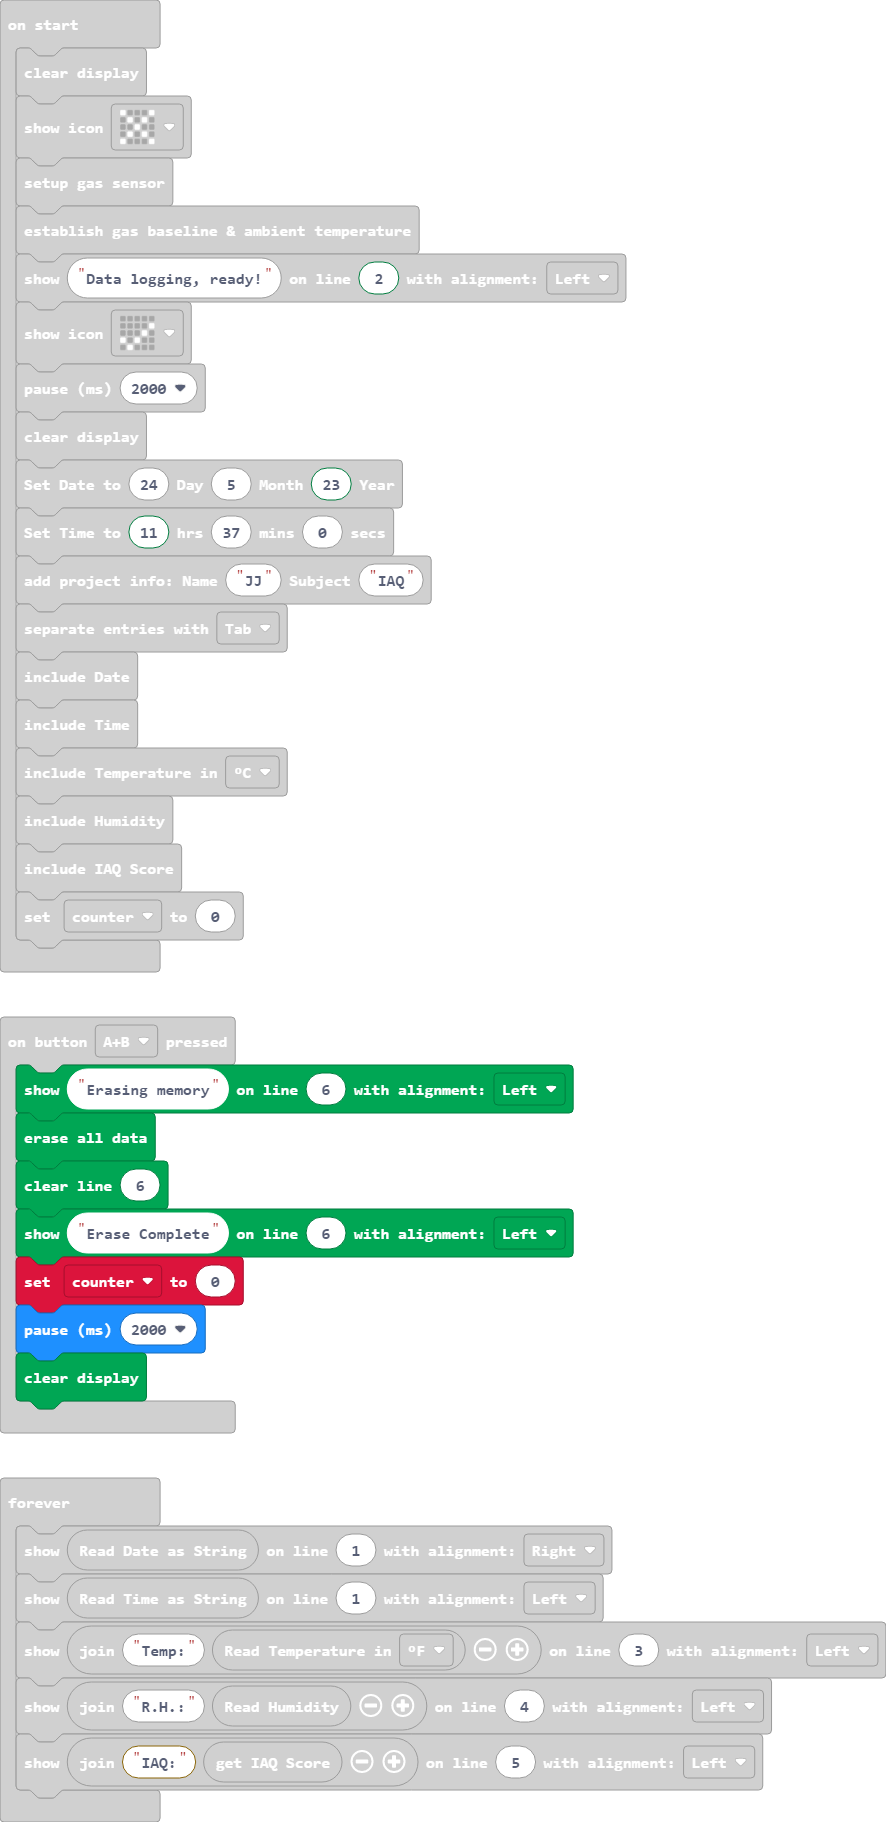 on start
clear display
show icon
setup gas sensor
establish gas baseline & ambient temperature
show "Data logging, ready!" on line 2 with alignment: Left
show icon
pause (ms) 2000
clear display
Set Date to 24 Day 5 Month 23 Year
Set Time to 11 hrs 37 mins 0 secs
add project info: Name "JJ" Subject "IAQ"
separate entries with Tab
include Date
include Time
include Temperature in ºC
include Humidity
include IAQ Score
set counter to 0
on button A+B pressed
show "Erasing memory" on line 6 with alignment: Left
erase all data
clear line 6
show "Erase Complete" on line 6 with alignment: Left
set counter to 0
pause (ms) 2000
clear display
forever
show Read Date as String on line 1 with alignment: Right
show Read Time as String on line 1 with alignment: Left
show join "Temp:" Read Temperature in ºF on line 3 with alignment: Left
show join "R.H.:" Read Humidity on line 4 with alignment: Left
show join "IAQ:" get IAQ Score on line 5 with alignment: Left